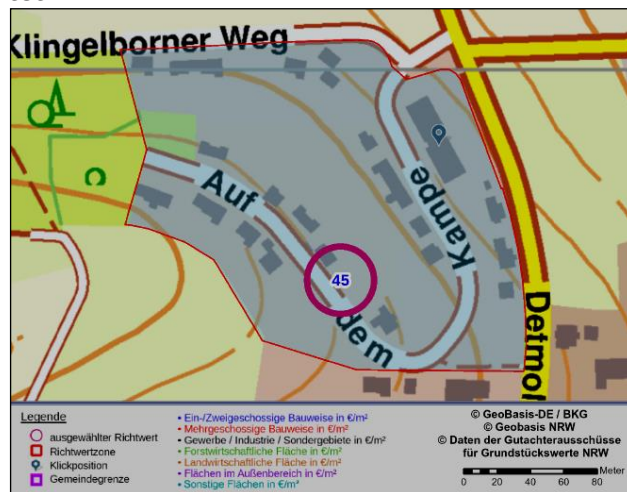 Klingelborner Weg
Auf
dem
Kampe
45
Detmol
Legende
ausgewählter Richtwert
Richtwertzone
Klickposition
Gemeindegrenze
• Ein-/Zweigeschossige Bauweise in €/m²
• Mehrgeschossige Bauweise in €/m²
• Gewerbe / Industrie / Sondergebiete in €/m²
• Forstwirtschaftliche Fläche in €/m²
• Landwirtschaftliche Fläche in €/m²
• Flächen im Außenbereich in €/m²
• Sonstige Flächen in €/m²
© GeoBasis-DE / BKG
© Geobasis NRW
© Daten der Gutachterausschüsse
für Grundstückswerte NRW
Meter
0 20 40 60 80